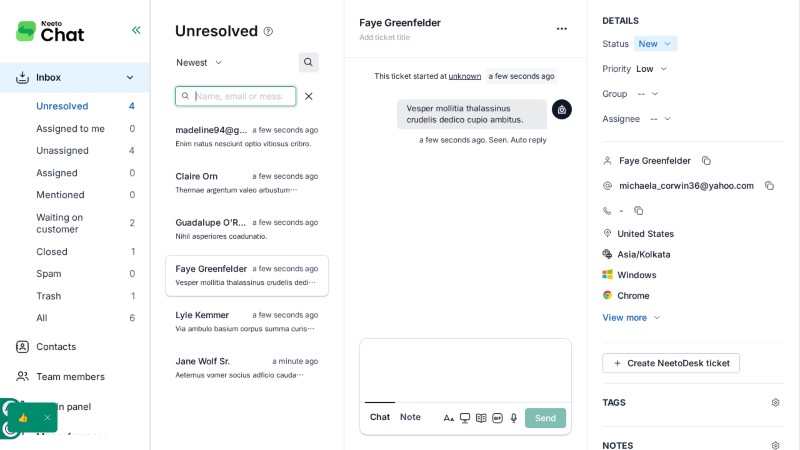 Neeto
Chat
Inbox
Unresolved 4
Assigned to me 0
Unassigned 4
Assigned 0
Mentioned 0
Waiting on
customer 2
Closed 1
Spam 0
Trash 1
All 6
Contacts
Team members
in panel
👍
Unresolved
Newest
Name, email or mess
madeline94@g... a few seconds ago
Enim natus nesciunt optio vitiosus cribro.
Claire Orn a few seconds ago
Thermae argentum valeo arbustum···
Guadalupe O'R... a few seconds ago
Nihil asperiores coadunatio.
Faye Greenfelder a few seconds ago
Vesper mollitia thalassinus crudelis dedi···
Lyle Kemmer a few seconds ago
Via ambulo basium corpus summa curis···
Jane Wolf Sr. a minute ago
Aeternus vomer socius adficio cauda···
Faye Greenfelder
Add ticket title
This ticket started at unknown a few seconds ago
Vesper mollitia thalassinus
crudelis dedico cupio ambitus.
a few seconds ago. Seen. Auto reply
Chat Note
GIF
Send
DETAILS
Status New
Priority Low
Group --
Assignee --
Faye Greenfelder
michaela_corwin36@yahoo.com
-
United States
Asia/Kolkata
Windows
Chrome
View more
+ Create NeetoDesk ticket
TAGS
NOTES